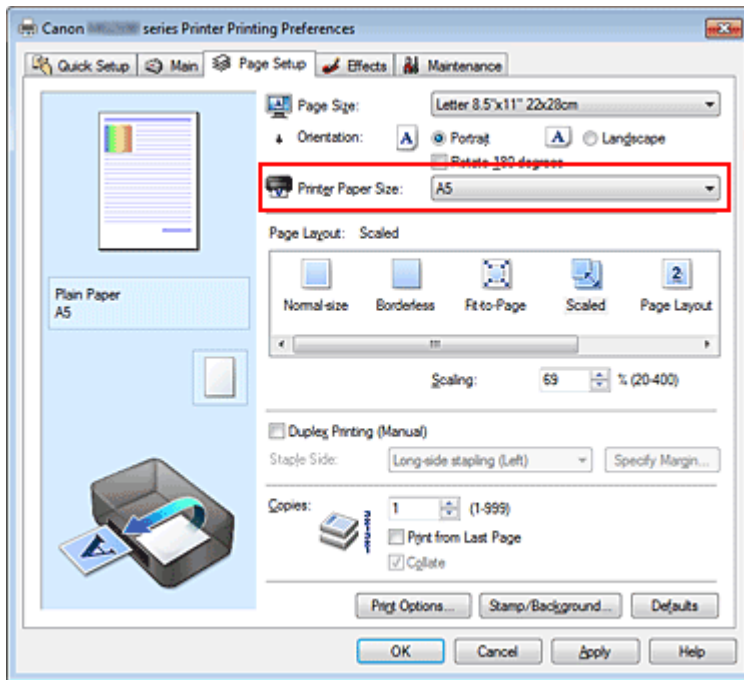 Canon series Printer Printing Preferences
Quick Setup Main Page Setup Effects Maintenance
Page Size: Letter 8.5"x11" 22x28cm
Orientation: A Portrait A Landscape
Rotate 180 degrees
Printer Paper Size: A5
Page Layout: Scaled
Normal-size Borderless Fit-to-Page Scaled Page Layout
Plain Paper
A5
Scaling: 69 % (20-400)
Duplex Printing (Manual)
Staple Side: Long-side stapling (Left) Specify Margin...
Copies: 1 (1-999)
Print from Last Page
Collate
Print Options... Stamp/Background... Defaults
OK Cancel Apply Help